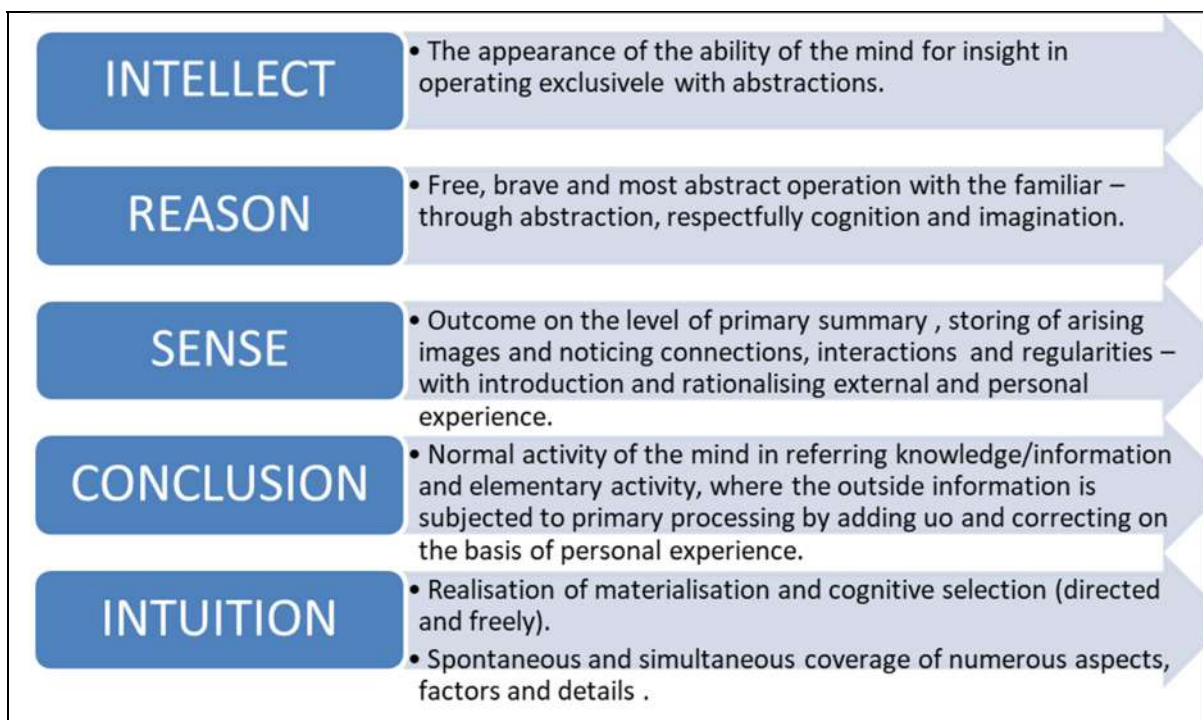 INTELLECT
• The appearance of the ability of the mind for insight in
operating exclusivele with abstractions.
REASON
• Free, brave and most abstract operation with the familiar –
through abstraction, respectfully cognition and imagination.
SENSE
• Outcome on the level of primary summary , storing of arising
images and noticing connections, interactions and regularities –
with introduction and rationalising external and personal
experience.
CONCLUSION
• Normal activity of the mind in referring knowledge/information
and elementary activity, where the outside information is
subjected to primary processing by adding uo and correcting on
the basis of personal experience.
INTUITION
• Realisation of materialisation and cognitive selection (directed
and freely).
• Spontaneous and simultaneous coverage of numerous aspects,
factors and details .